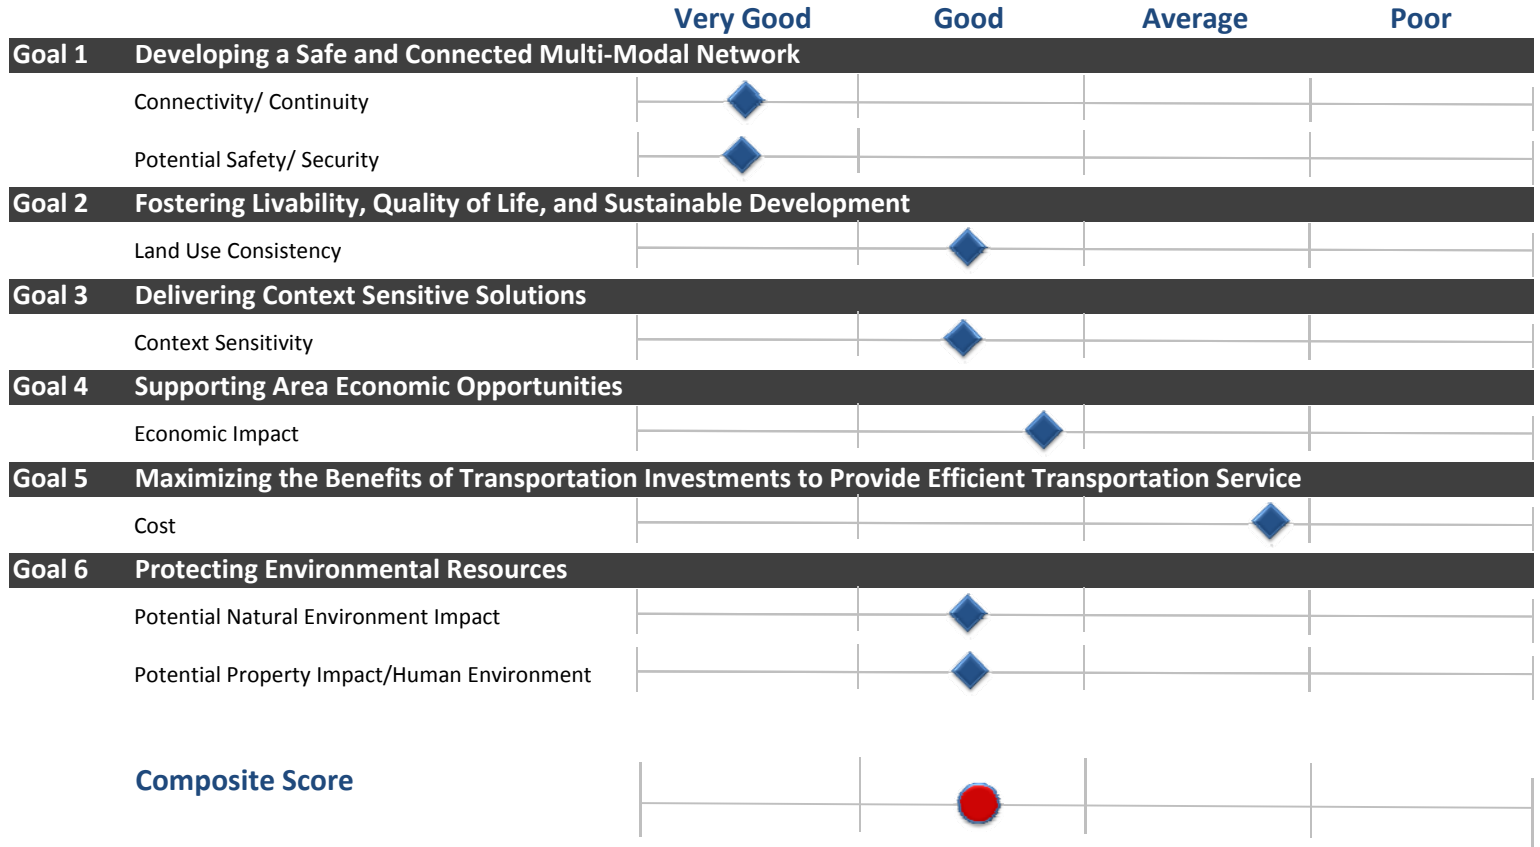 Very Good Good Average Poor
Goal 1 Developing a Safe and Connected Multi-Modal Network
Connectivity/ Continuity
Potential Safety/ Security
Goal 2 Fostering Livability, Quality of Life, and Sustainable Development
Land Use Consistency
Goal 3 Delivering Context Sensitive Solutions
Context Sensitivity
Goal 4 Supporting Area Economic Opportunities
Economic Impact
Goal 5 Maximizing the Benefits of Transportation Investments to Provide Efficient Transportation Service
Cost
Goal 6 Protecting Environmental Resources
Potential Natural Environment Impact
Potential Property Impact/Human Environment
Composite Score